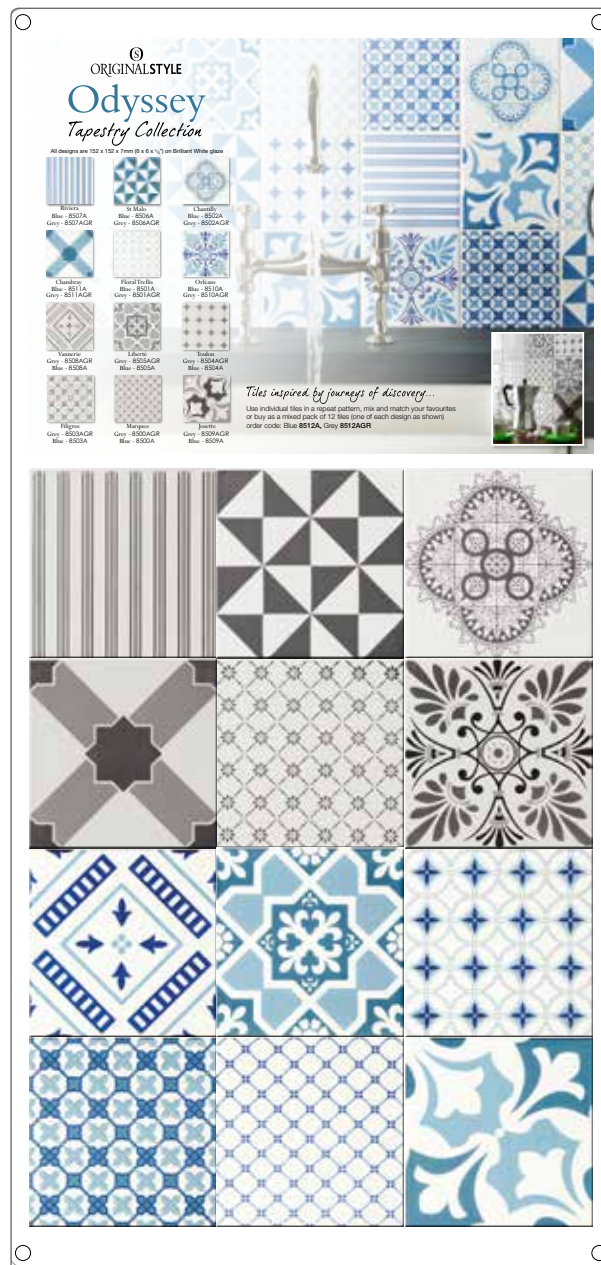 S
ORIGINALSTYLE
Odyssey
Tapestry Collection
All designs are 152 x 152 x 7mm (6 x 6 x ¼") on Brilliant White glaze
Riviera
Blue - 8507A
Grey - 8507AGR
St Malo
Blue - 8506A
Grey - 8506AGR
Chantilly
Blue - 8502A
Grey - 8502AGR
Chambray
Blue - 8511A
Grey - 8511AGR
Floral Trellis
Blue - 8501A
Grey - 8501AGR
Orléans
Blue - 8510A
Grey - 8510AGR
Vannerie
Grey - 8508AGR
Blue - 8508A
Liberté
Grey - 8505AGR
Blue - 8505A
Toulon
Grey - 8504AGR
Blue - 8504A
Filigree
Grey - 8503AGR
Blue - 8503A
Marquee
Grey - 8500AGR
Blue - 8500A
Josette
Grey - 8509AGR
Blue - 8509A
Tiles inspired by journeys of discovery...
Use individual tiles in a repeat pattern, mix and match your favourites
or buy as a mixed pack of 12 tiles (one of each design as shown)
order code: Blue 8512A, Grey 8512AGR